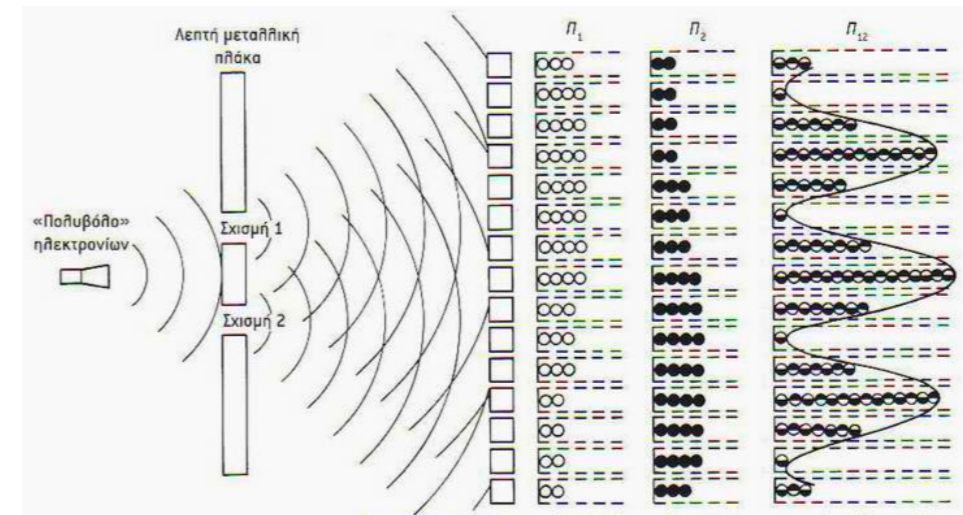 Λεπτή μεταλλική
πλάκα
Π₁
Π₂
Π₁₂
«Πολυβόλο»
ηλεκτρονίων
Σχισμή 1
Σχισμή 2